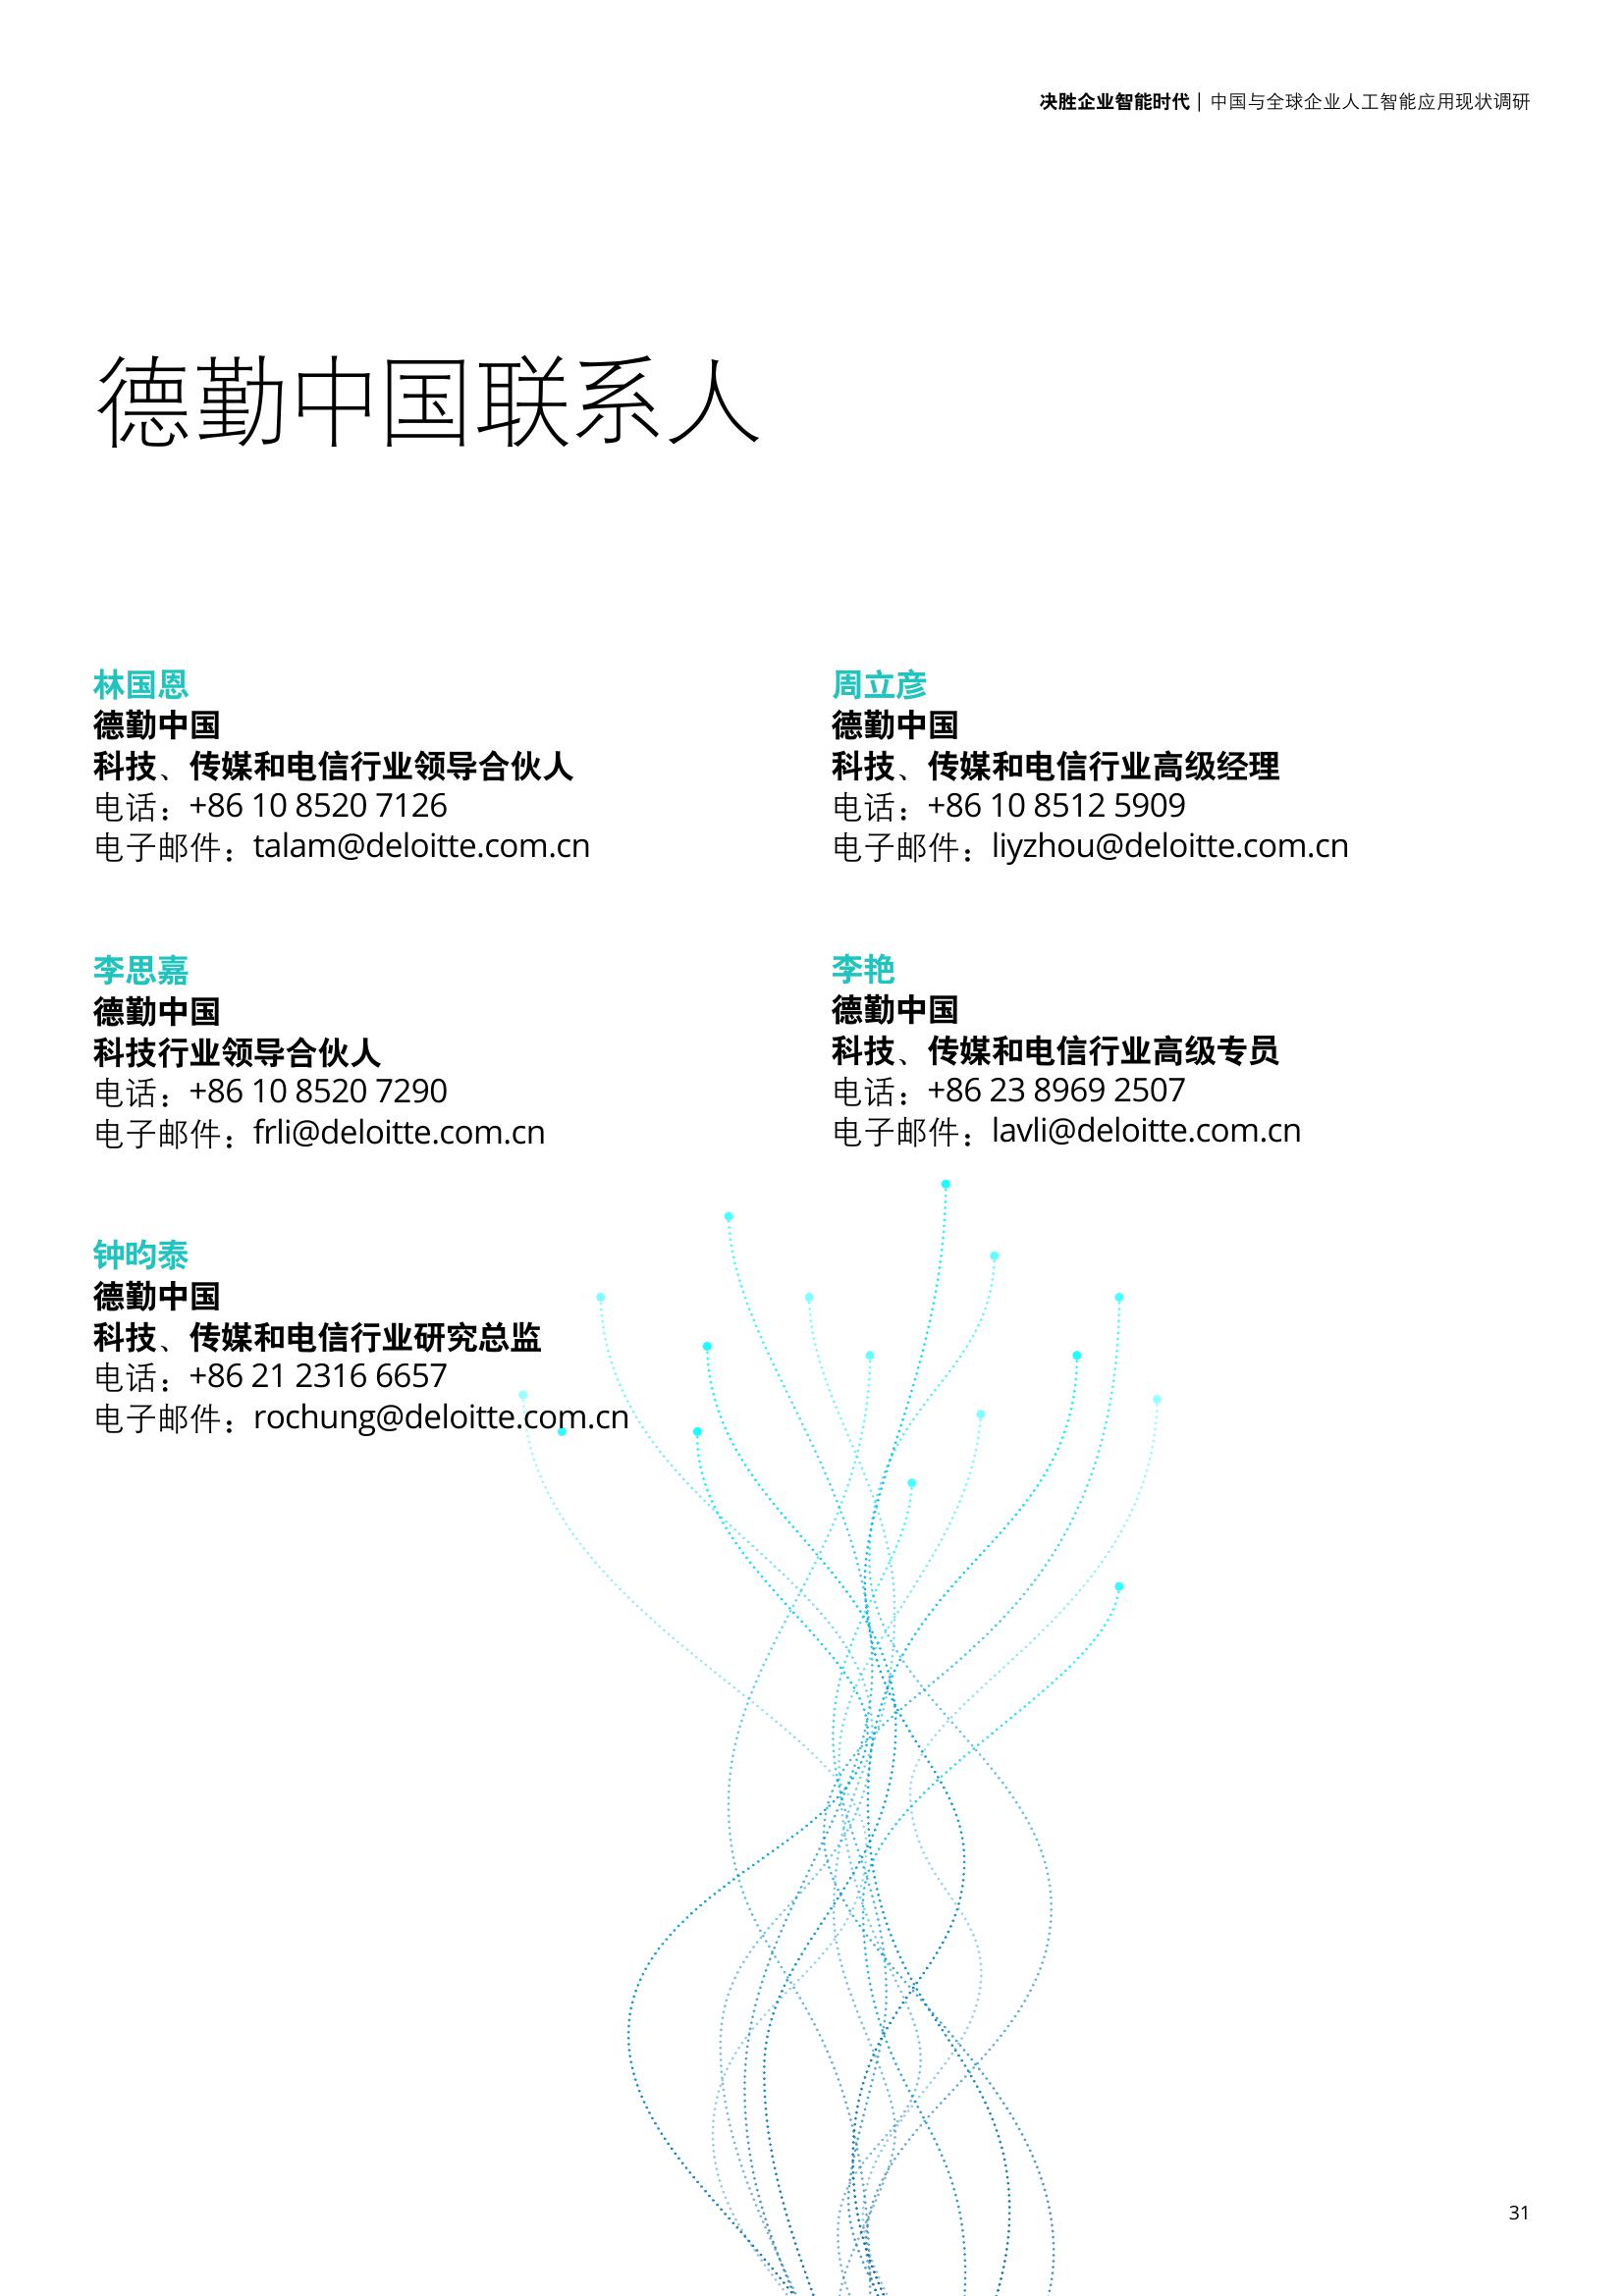 决胜企业智能时代 | 中国与全球企业人工智能应用现状调研
德勤中国联系人
林国恩
德勤中国
科技、传媒和电信行业领导合伙人
电话：+86 10 8520 7126
电子邮件：talam@deloitte.com.cn
李思嘉
德勤中国
科技行业领导合伙人
电话：+86 10 8520 7290
电子邮件：frli@deloitte.com.cn
钟昀泰
德勤中国
科技、传媒和电信行业研究总监
电话：+86 21 2316 6657
电子邮件：rochung@deloitte.com.cn
周立彦
德勤中国
科技、传媒和电信行业高级经理
电话：+86 10 8512 5909
电子邮件：liyzhou@deloitte.com.cn
李艳
德勤中国
科技、传媒和电信行业高级专员
电话：+86 23 8969 2507
电子邮件：lavli@deloitte.com.cn
31